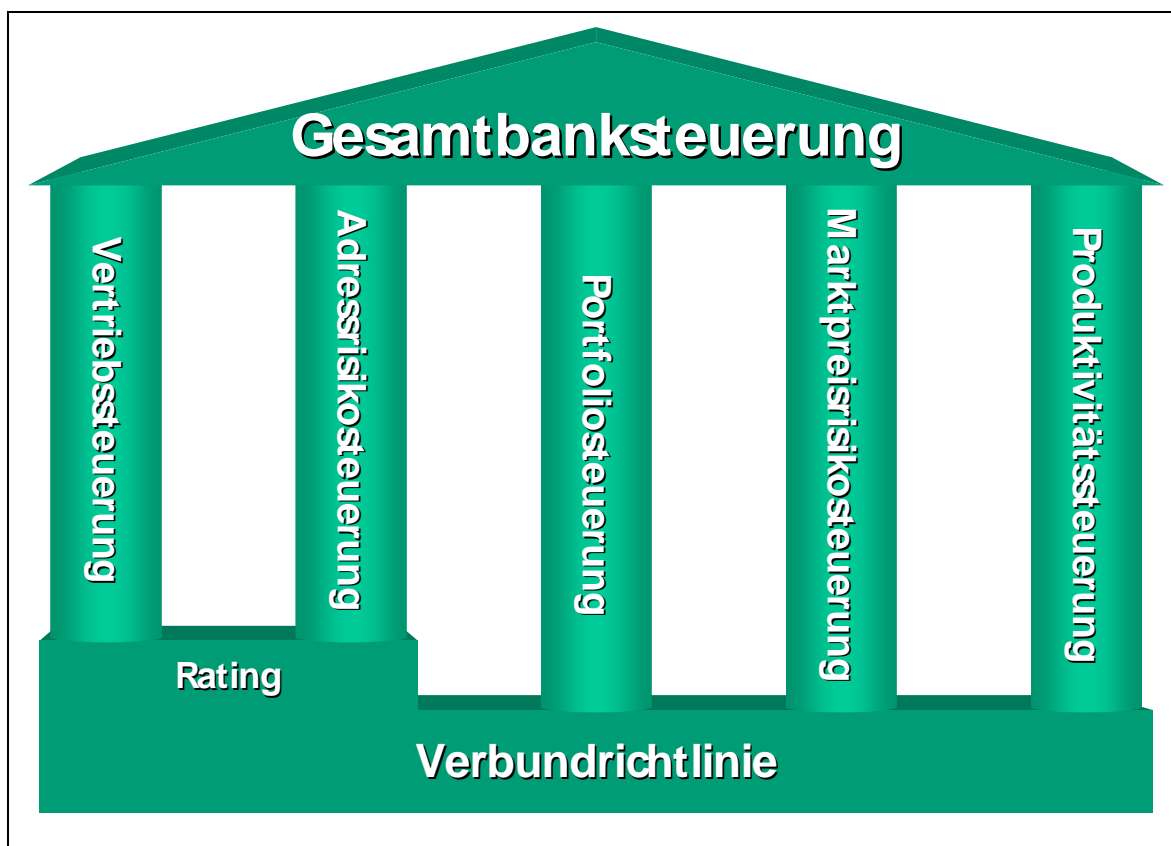 Gesamtbanksteuerung
Vertriebssteuerung
Adressrisikosteuerung
Portfoliosteuerung
Marktpreisrisikosteuerung
Produktivitätssteuerung
Rating
Verbundrichtlinie